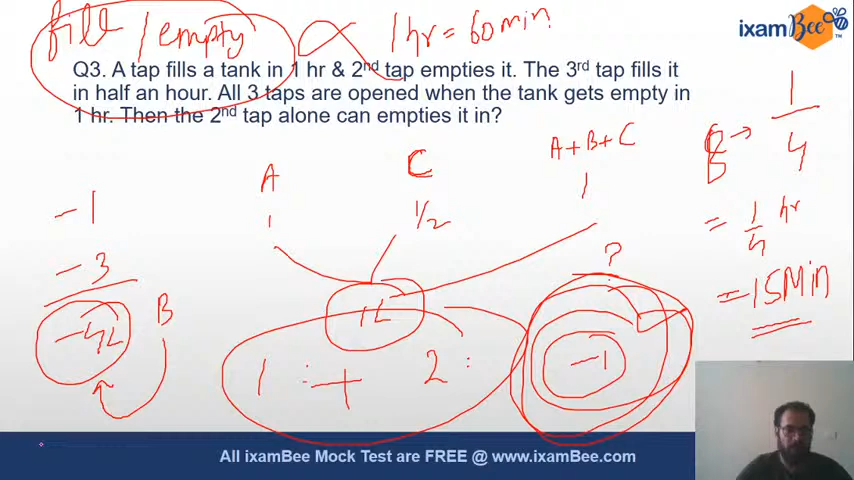 fill / empty
1 hr = 60 min
ixamBee
Q3. A tap fills a tank in 1 hr & 2nd tap empties it. The 3rd tap fills it
in half an hour. All 3 taps are opened when the tank gets empty in
1 hr. Then the 2nd tap alone can empties it in?
A
C
A+B+C
1
1/2
1
B → 1/4
= 1/4 hr
= 15 Min
-1
-3
B
1L
?
1 : + 2 :
-1
All ixamBee Mock Test are FREE @ www.ixamBee.com